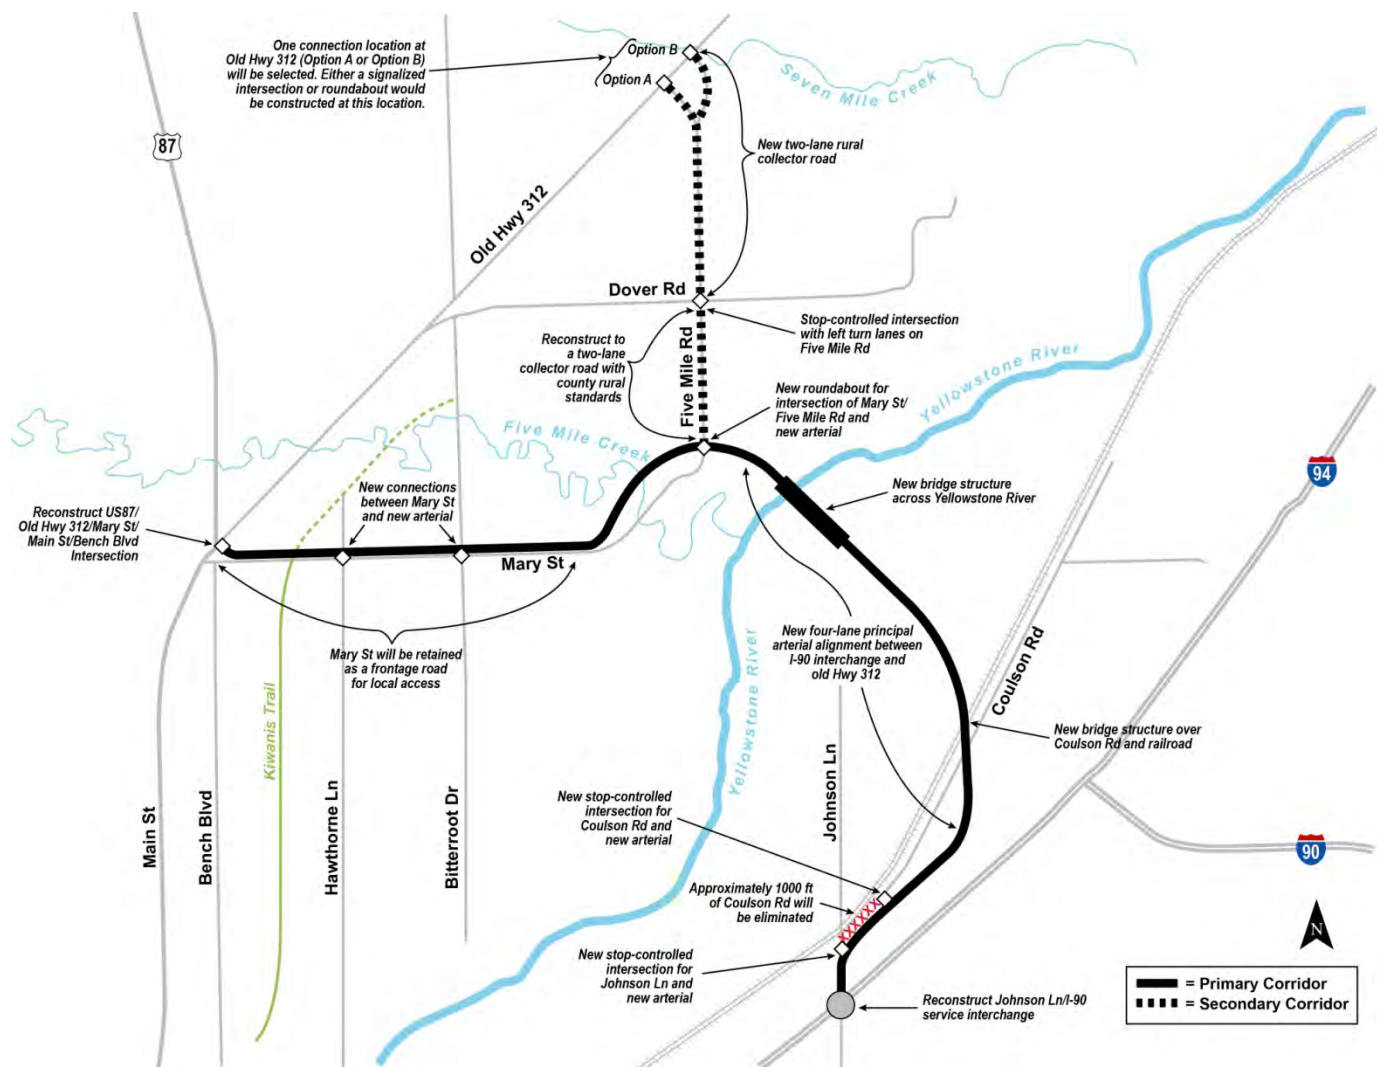 One connection location at
Old Hwy 312 (Option A or Option B)
will be selected. Either a signalized
intersection or roundabout would
be constructed at this location.
Option B
Option A
Seven Mile Creek
87
New two-lane rural
collector road
Old Hwy 312
Dover Rd
Stop-controlled intersection
with left turn lanes on
Five Mile Rd
Reconstruct to
a two-lane
collector road with
county rural
standards
Five Mile Rd
Yellowstone River
New roundabout for
intersection of Mary St/
Five Mile Rd and
new arterial
Five Mile Creek
94
New bridge structure
across Yellowstone River
New connections
between Mary St
and new arterial
Reconstruct US87/
Old Hwy 312/Mary St/
Main St/Bench Blvd
Intersection
Mary St
Mary St will be retained
as a frontage road
for local access
New four-lane principal
arterial alignment between
I-90 interchange and
old Hwy 312
Coulson Rd
Kiwanis Trail
Yellowstone River
New bridge structure over
Coulson Rd and railroad
Main St
Bench Blvd
Hawthorne Ln
Bitterroot Dr
Johnson Ln
New stop-controlled
intersection for
Coulson Rd and
new arterial
90
Approximately 1000 ft
of Coulson Rd will
be eliminated
XXXXXX
N
New stop-controlled
intersection for
Johnson Ln and
new arterial
Reconstruct Johnson Ln/I-90
service interchange
= Primary Corridor
= Secondary Corridor